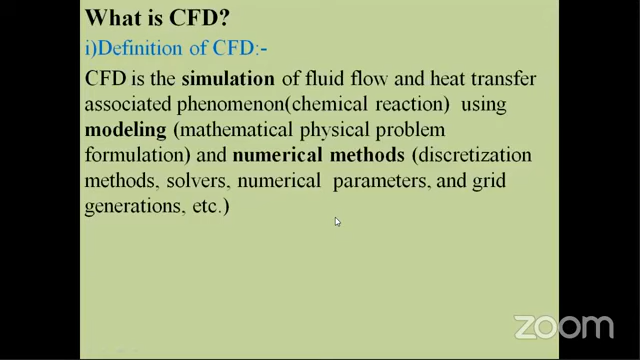 What is CFD?
i)Definition of CFD:-
CFD is the simulation of fluid flow and heat transfer
associated phenomenon(chemical reaction) using
modeling (mathematical physical problem
formulation) and numerical methods (discretization
methods, solvers, numerical parameters, and grid
generations, etc.)
zoom